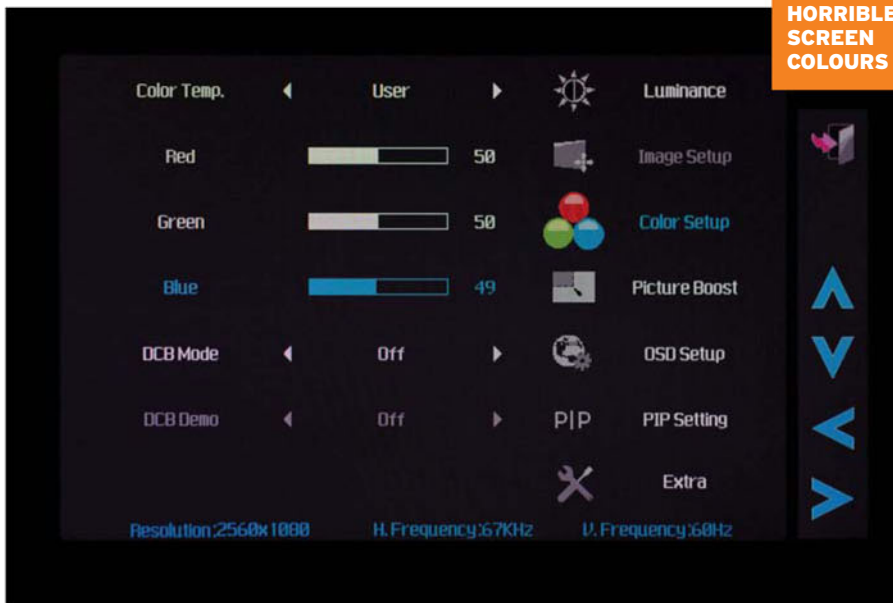 HORRIBLE
SCREEN
COLOURS
Color Temp. User Luminance
Red 50 Image Setup
Green 50 Color Setup
Blue 49 Picture Boost
DCB Mode Off OSD Setup
DCB Demo Off PIP PIP Setting
Extra
Resolution:2560x1080 H. Frequency:67KHz V. Frequency:60Hz